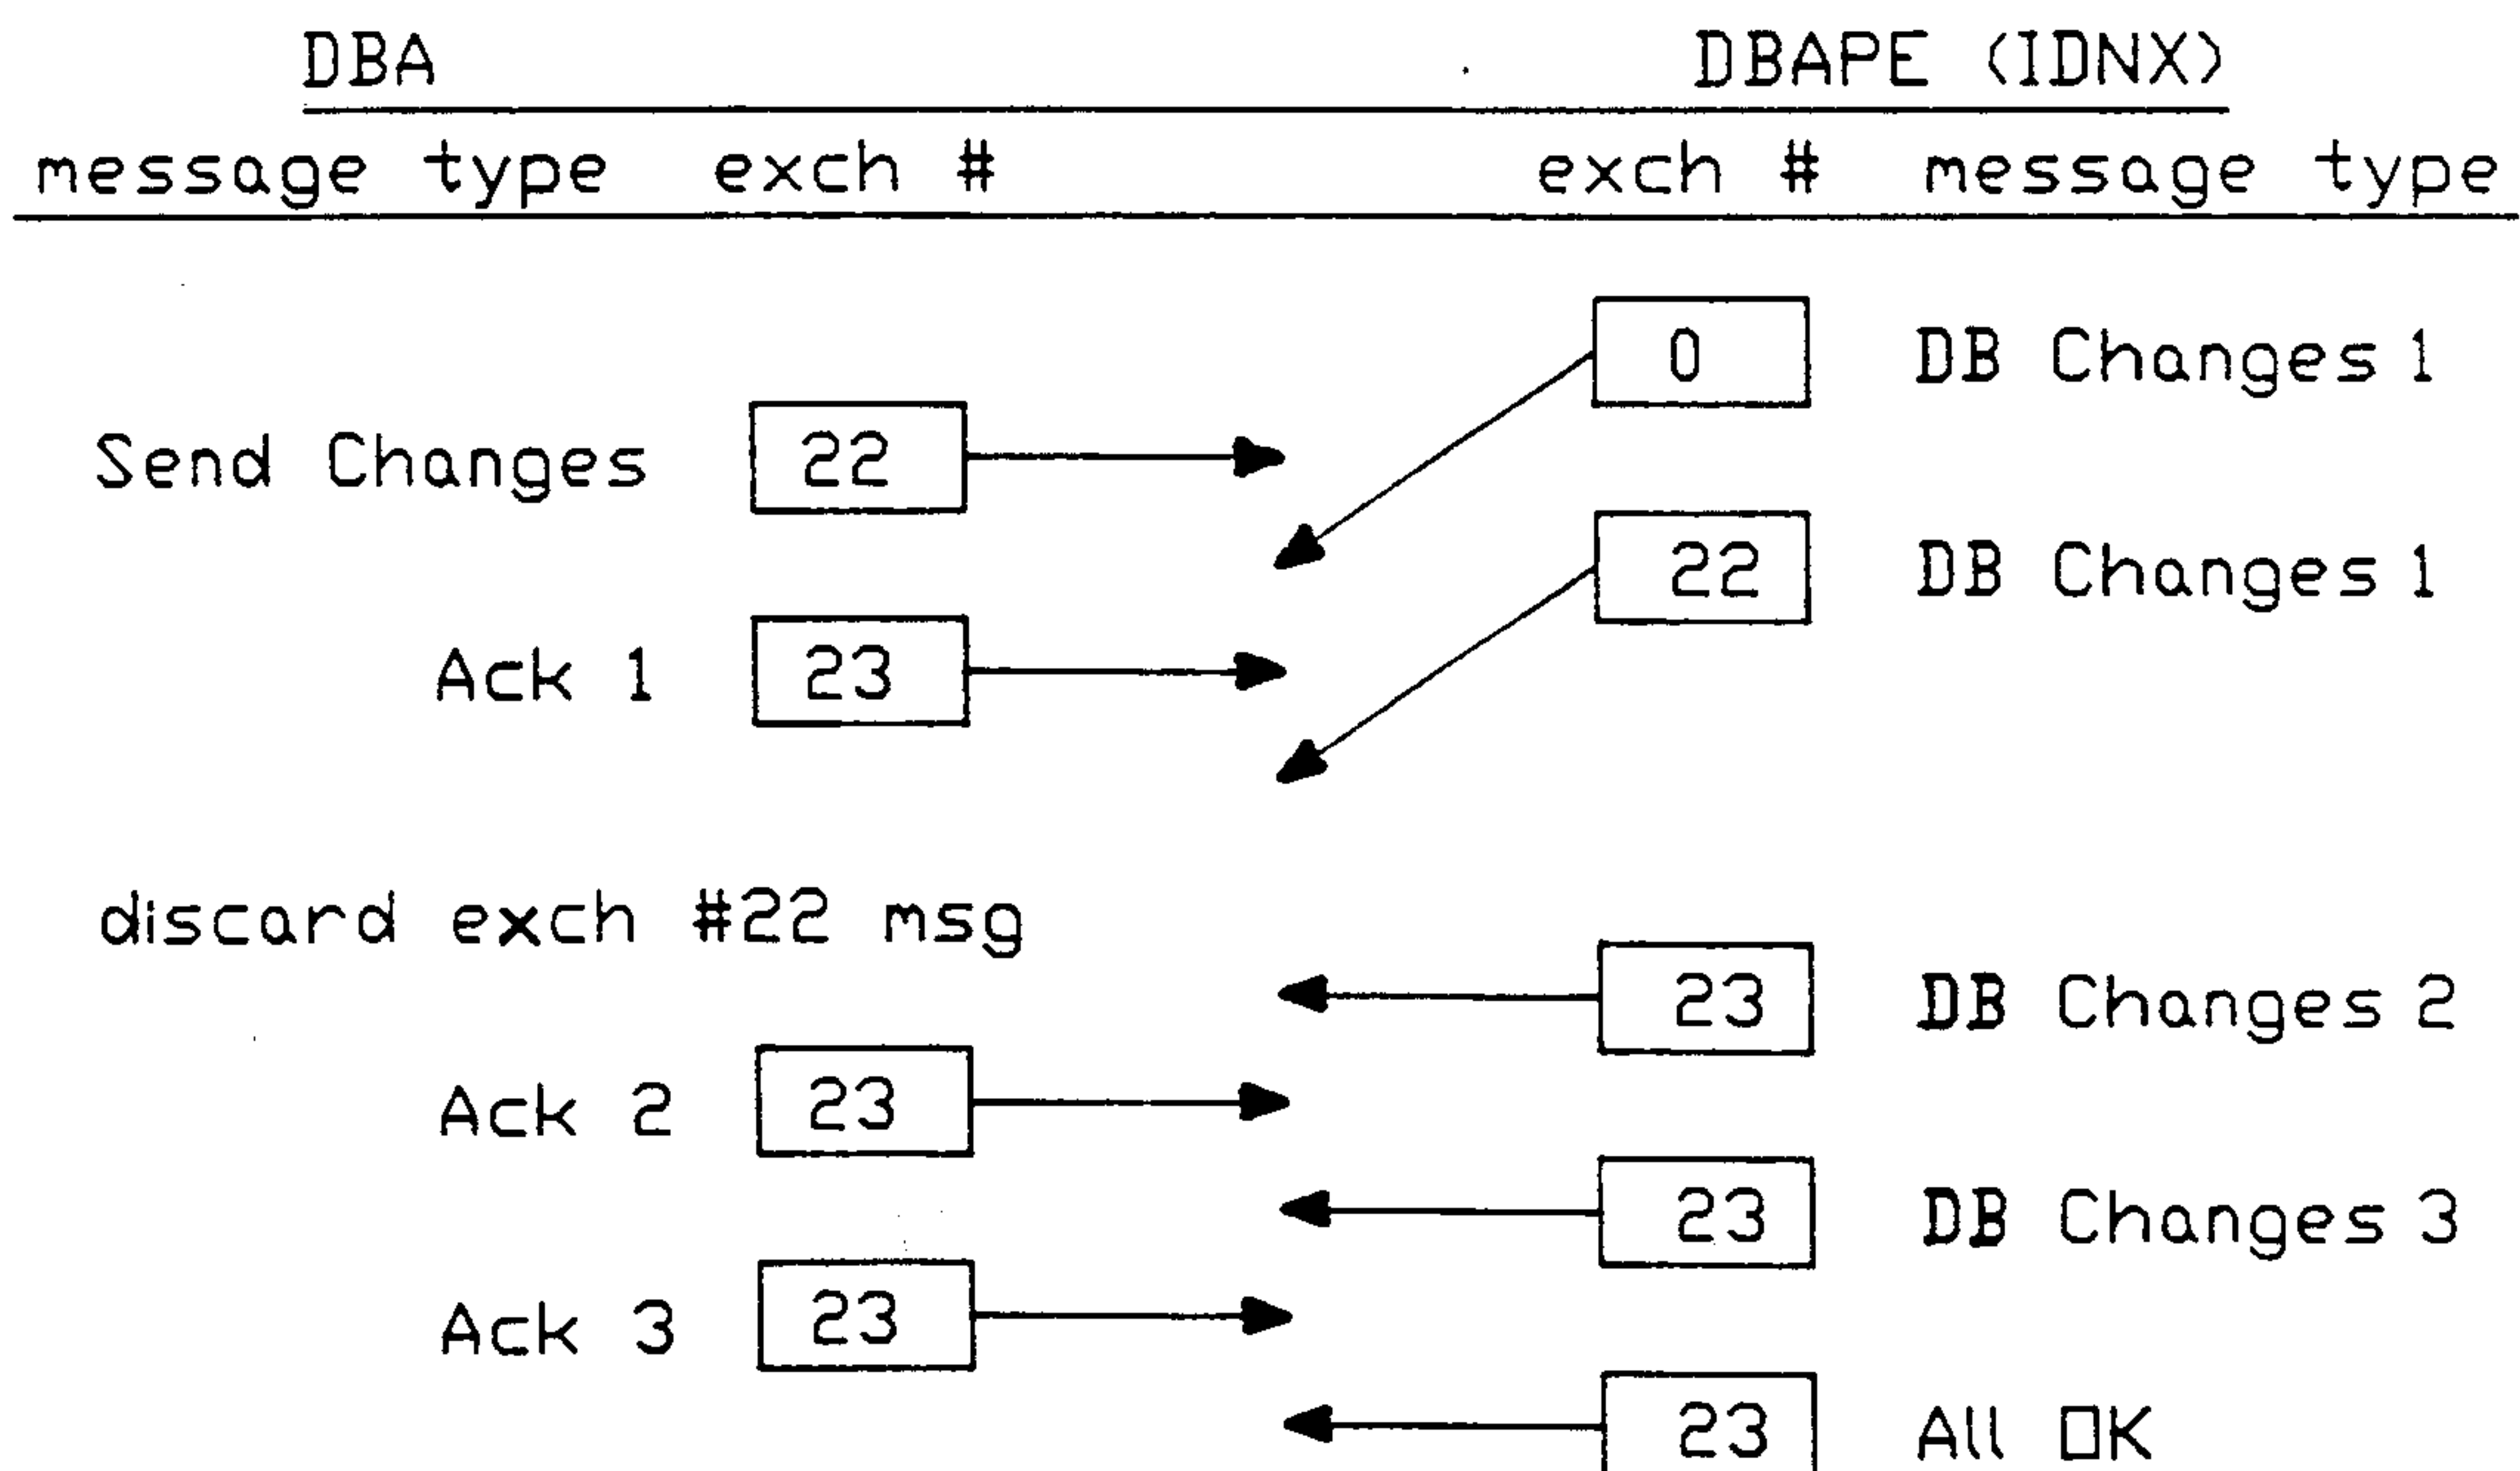 DBA DBAPE (IDNX)
message type exch # exch # message type
0 DB Changes 1
Send Changes 22
22 DB Changes 1
Ack 1 23
discard exch #22 msg
23 DB Changes 2
Ack 2 23
23 DB Changes 3
Ack 3 23
23 All OK